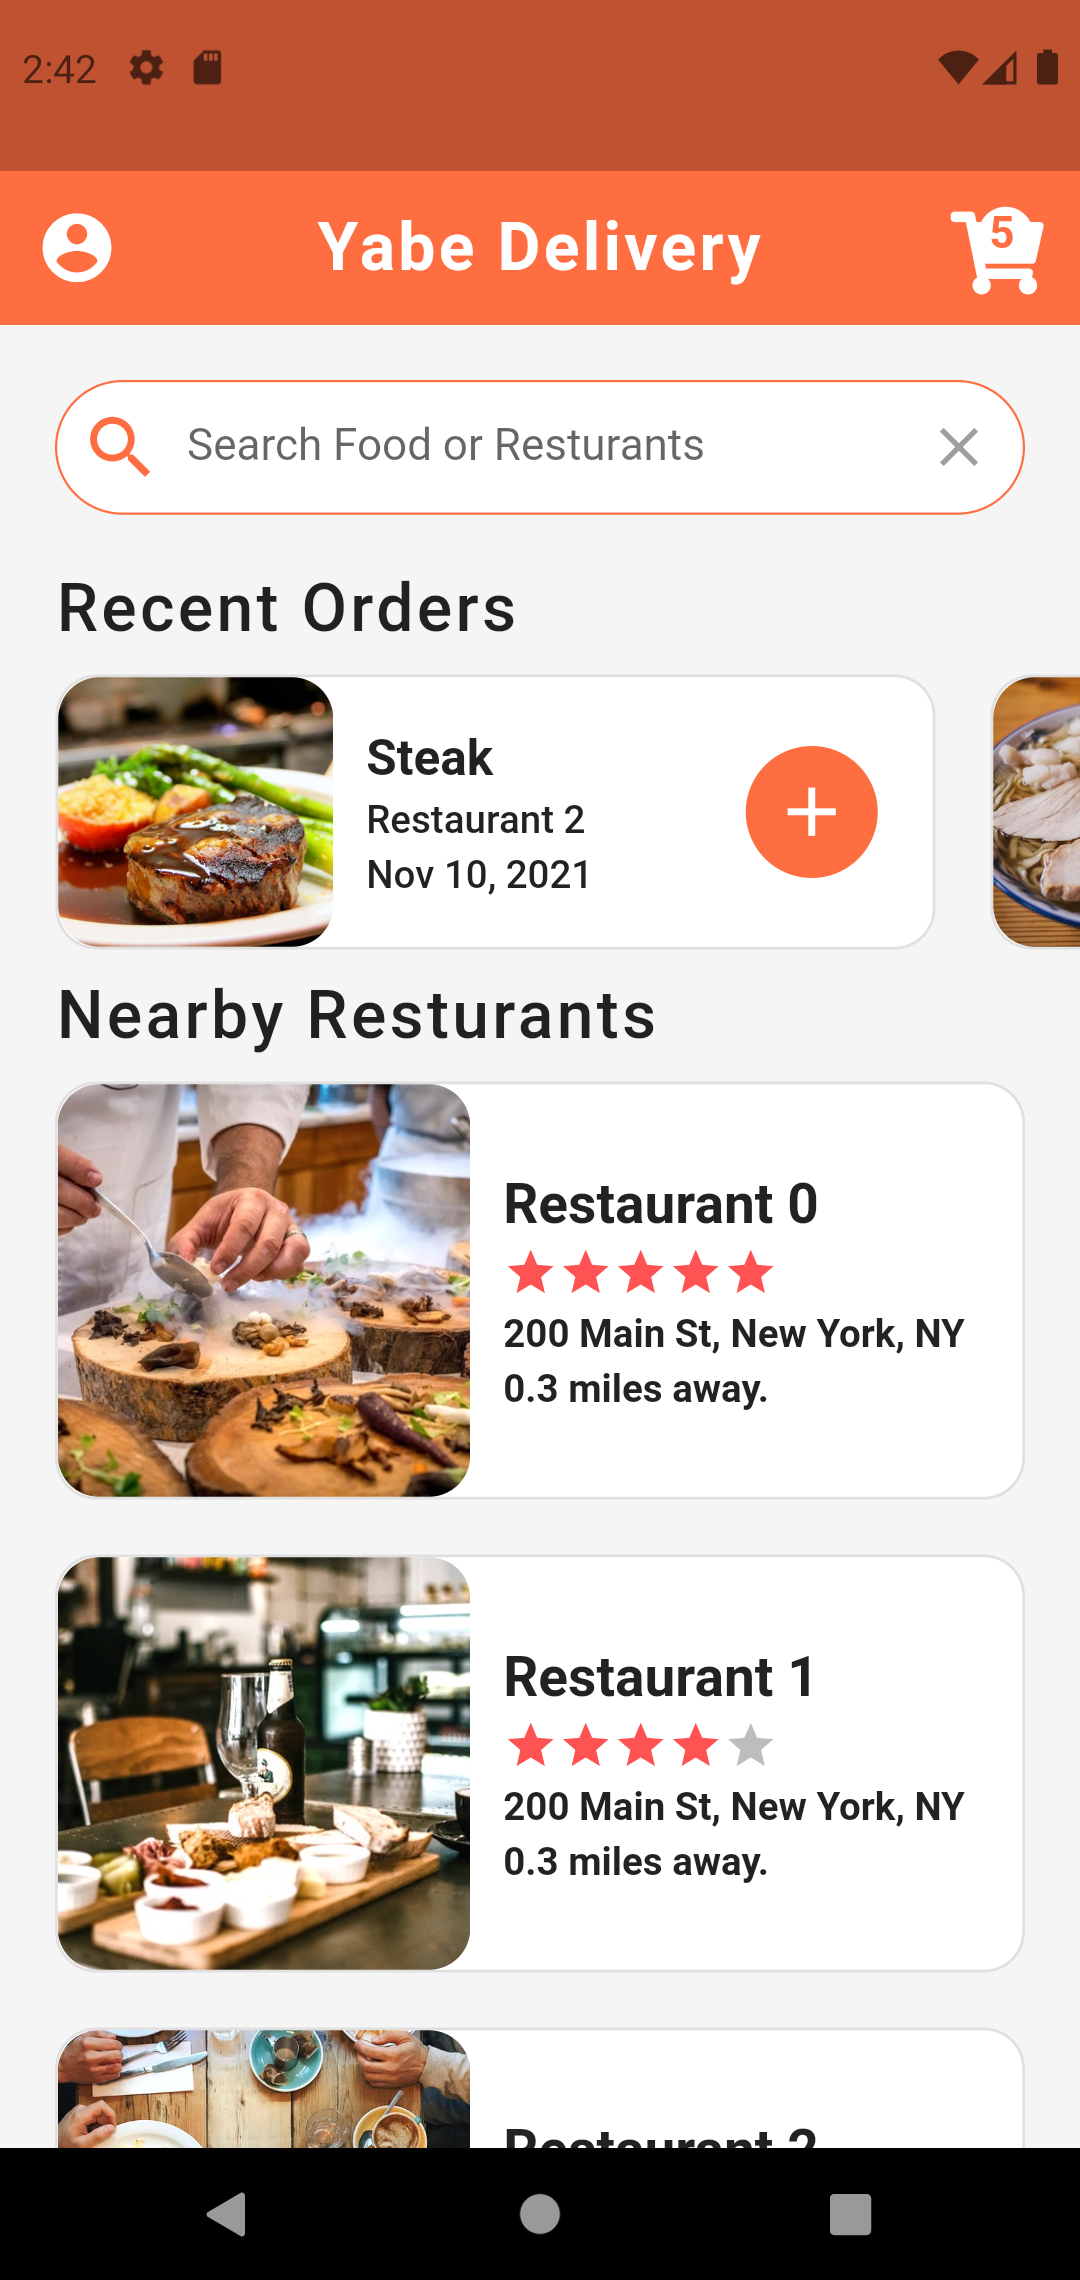 2:42
Yabe Delivery
5
Search Food or Resturants
Recent Orders
Steak
Restaurant 2
Nov 10, 2021
Nearby Resturants
Restaurant 0
200 Main St, New York, NY
0.3 miles away.
Restaurant 1
200 Main St, New York, NY
0.3 miles away.
Restaurant 2